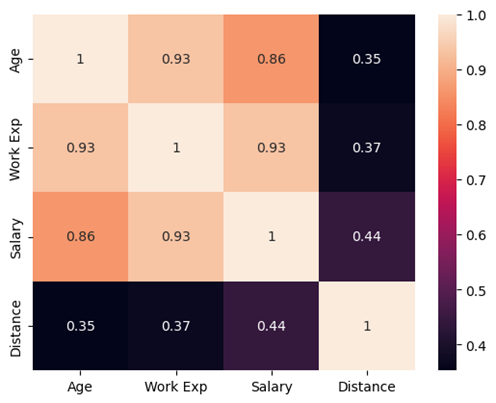 1.0
Age 1 0.93 0.86 0.35
0.9
0.8
Work Exp 0.93 1 0.93 0.37
0.7
0.6
Salary 0.86 0.93 1 0.44
0.5
Distance 0.35 0.37 0.44 1
0.4
Age Work Exp Salary Distance